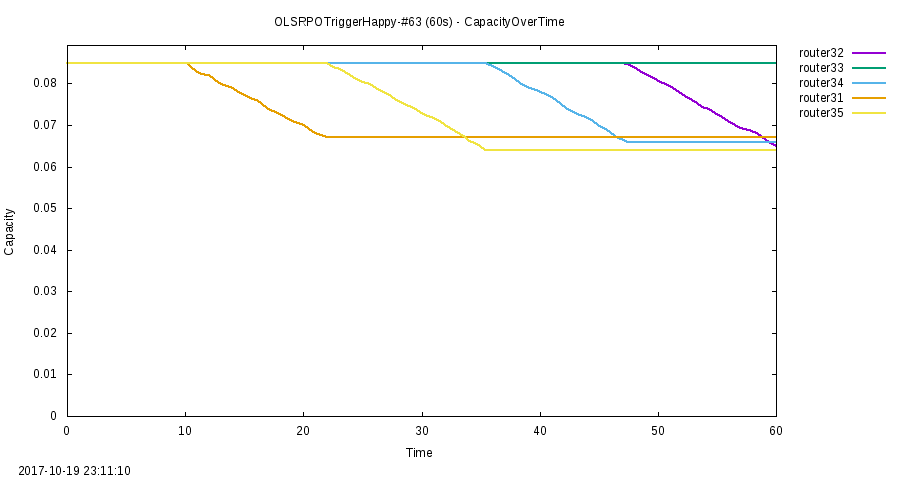 OLSRPOTriggerHappy-#63 (60s) - CapacityOverTime
router32
router33
router34
router31
router35
0.08
0.07
0.06
0.05
0.04
0.03
0.02
0.01
0
Capacity
0 10 20 30 40 50 60
Time
2017-10-19 23:11:10